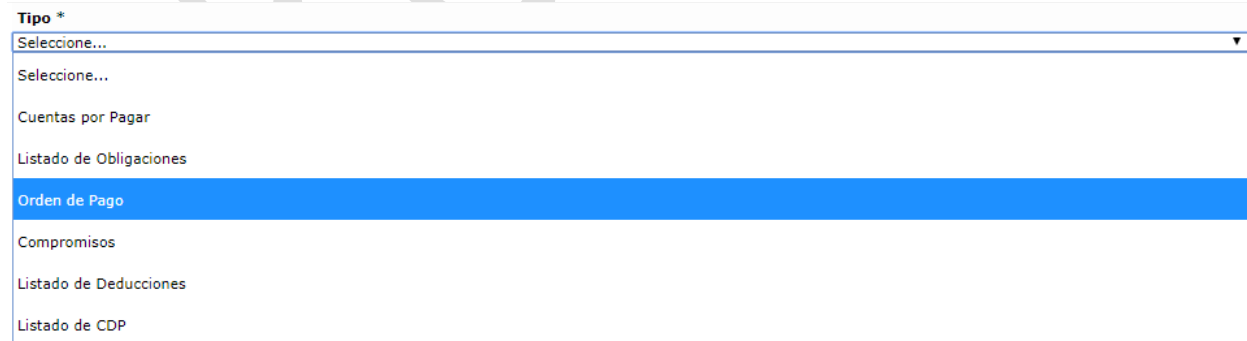 Tipo *
Seleccione...
Seleccione...
Cuentas por Pagar
Listado de Obligaciones
Orden de Pago
Compromisos
Listado de Deducciones
Listado de CDP